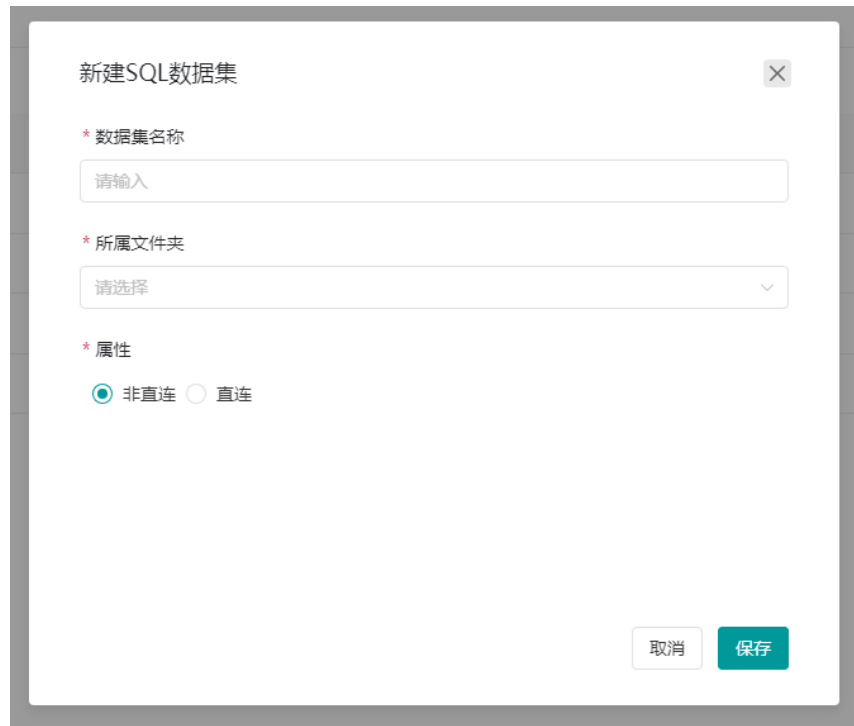 新建SQL数据集
* 数据集名称
请输入
* 所属文件夹
请选择
* 属性
非直连 直连
取消 保存